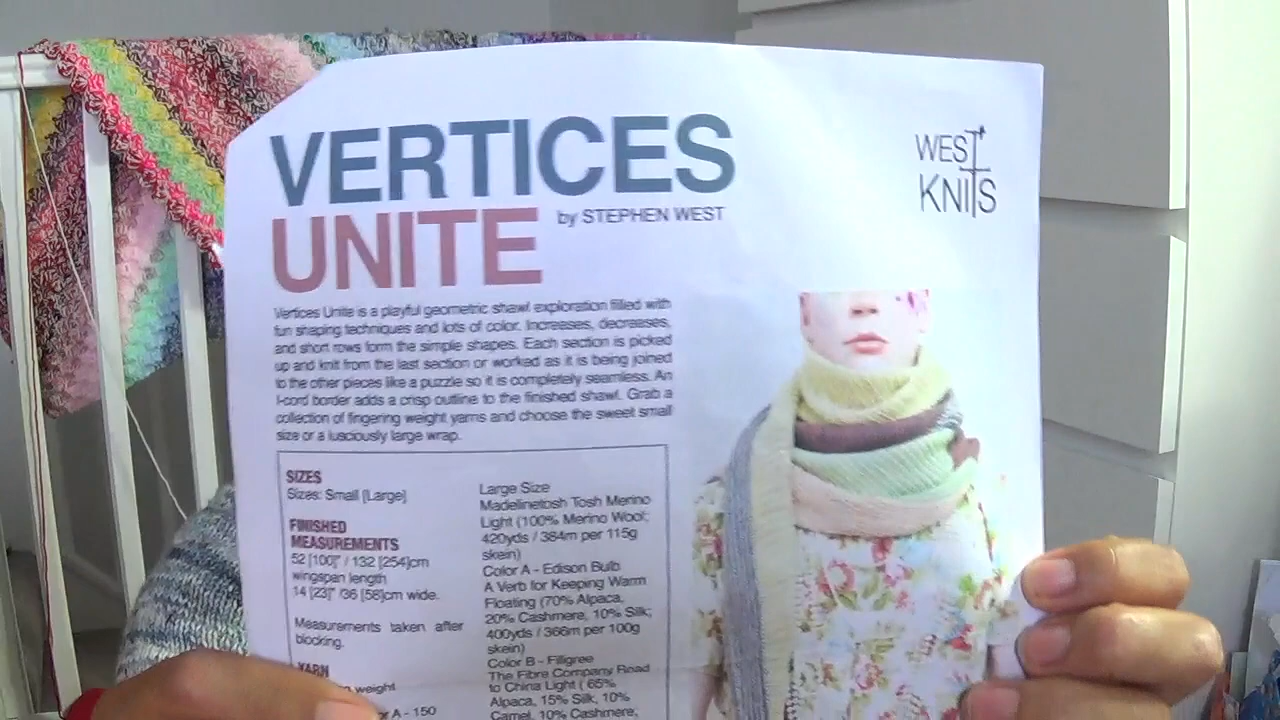 VERTICES
UNITE
by STEPHEN WEST
WEST
KNITS
Vertices Unite is a playful geometric shawl exploration filled with
fun shaping techniques and lots of color. Increases, decreases,
and short rows form the simple shapes. Each section is picked
up and knit from the last section or worked as it is being joined
to the other pieces like a puzzle so it is completely seamless. An
I-cord border adds a crisp outline to the finished shawl. Grab a
collection of fingering weight yarns and choose the sweet small
size or a lusciously large wrap.
SIZES
Sizes: Small [Large]
FINISHED
MEASUREMENTS
52 [100]" / 132 [254]cm
wingspan length
14 [23]" /36 [58]cm wide.
Measurements taken after
blocking.
YARN
weight
A - 150
Large Size
Madelinetosh Tosh Merino
Light (100% Merino Wool;
420yds / 384m per 115g
skein)
Color A - Edison Bulb
A Verb for Keeping Warm
Floating (70% Alpaca,
20% Cashmere, 10% Silk;
400yds / 366m per 100g
skein)
Color B - Filigree
The Fibre Company Road
to China Light ( 65%
Alpaca, 15% Silk, 10%
Camel, 10% Cashmere;